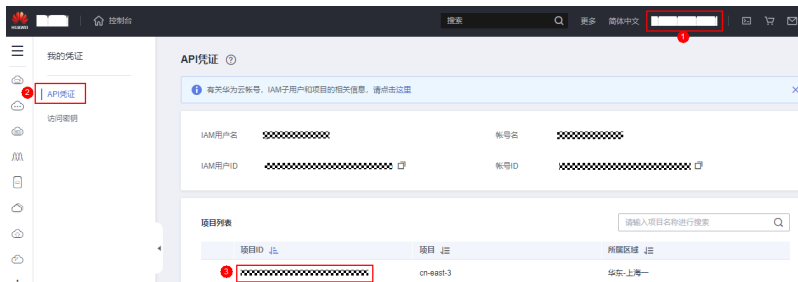 HUAWEI 控制台 搜索 更多 简体中文 1
我的凭证
API凭证
2 API凭证
有关华为云帐号、IAM子用户和项目的相关信息，请点击这里
访问密钥
IAM用户名 帐号名
IAM用户ID 帐号ID
项目列表 请输入项目名称进行搜索
项目ID 项目 所属区域
3 cn-east-3 华东-上海一